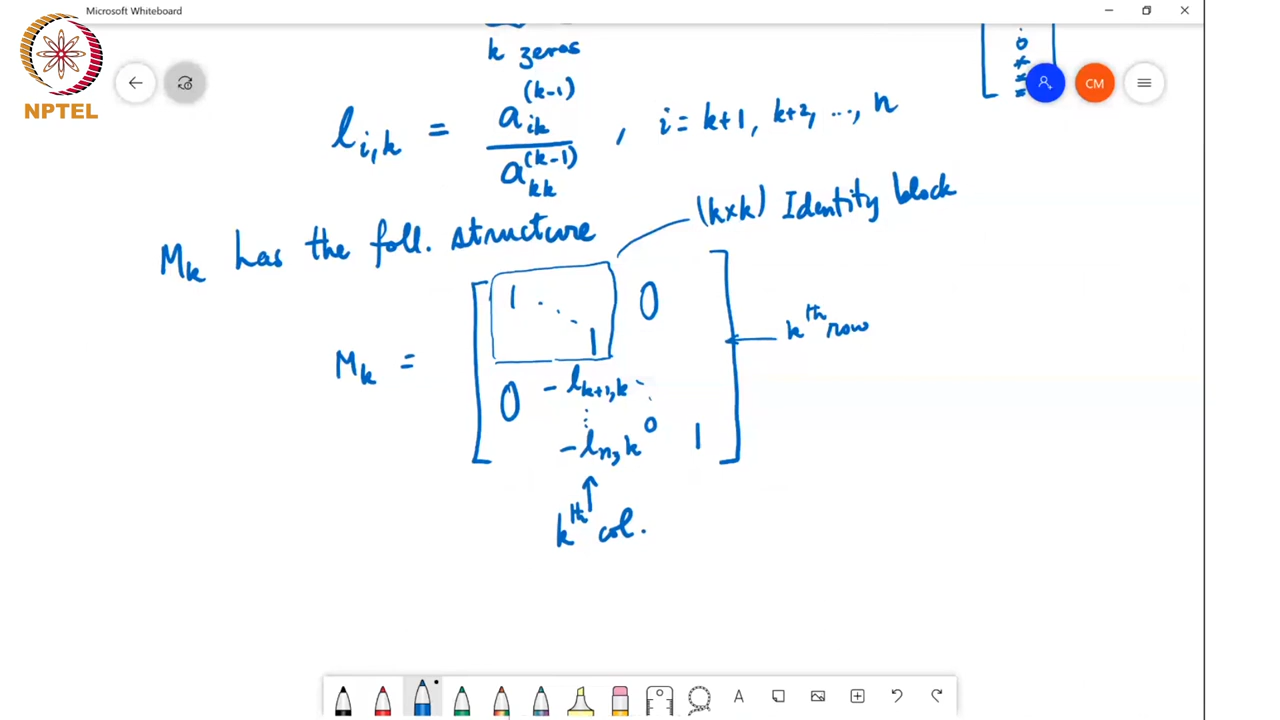 Microsoft Whiteboard
NPTEL
CM
k zeros
0
*
*
*
l_{i,k} = a_{ik}^{(k-1)} / a_{kk}^{(k-1)} , i = k+1, k+2, ..., n
(k×k) Identity block
M_k has the foll. structure
1 ⋱ 0
1
k^{th} row
M_k =
0 -l_{k+1,k} ⋱
⋮
-l_{n,k} 0 1
↑
k^{th} col.
A